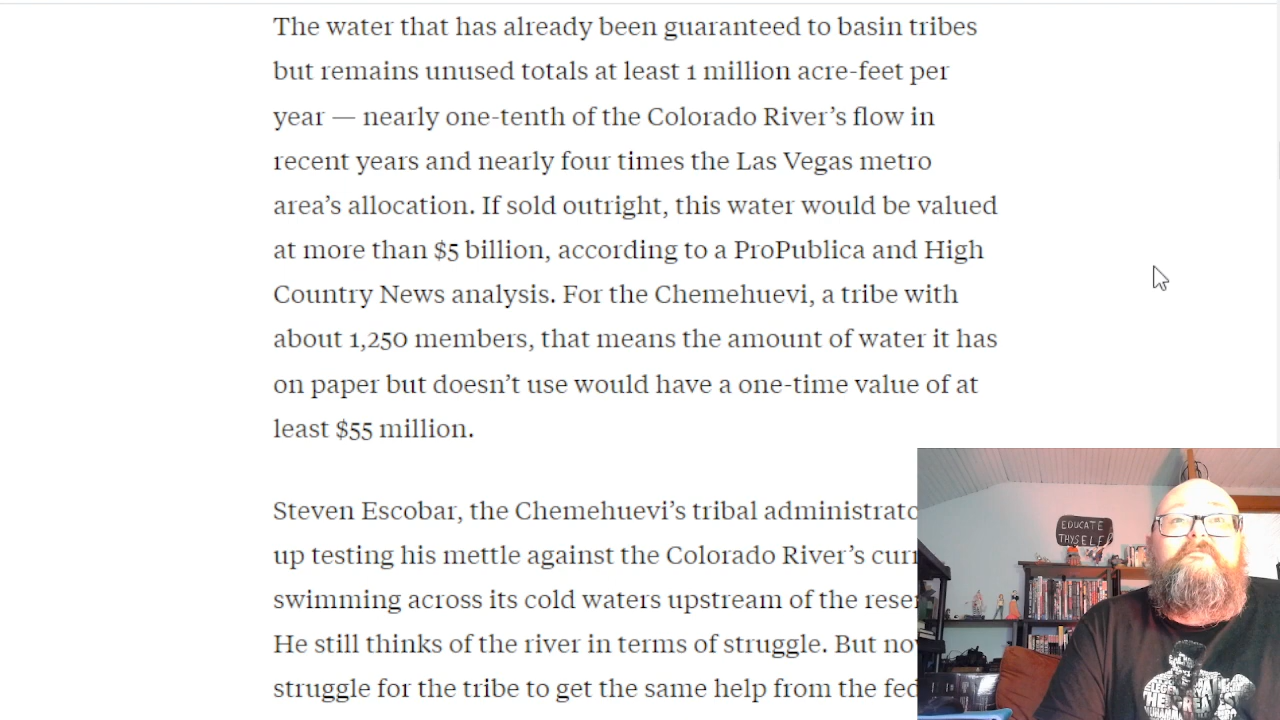 The water that has already been guaranteed to basin tribes
but remains unused totals at least 1 million acre-feet per
year — nearly one-tenth of the Colorado River’s flow in
recent years and nearly four times the Las Vegas metro
area’s allocation. If sold outright, this water would be valued
at more than $5 billion, according to a ProPublica and High
Country News analysis. For the Chemehuevi, a tribe with
about 1,250 members, that means the amount of water it has
on paper but doesn’t use would have a one-time value of at
least $55 million.
Steven Escobar, the Chemehuevi’s tribal administrato
up testing his mettle against the Colorado River’s curr
swimming across its cold waters upstream of the reser
He still thinks of the river in terms of struggle. But no
struggle for the tribe to get the same help from the fed
EDUCATE
THYSELF